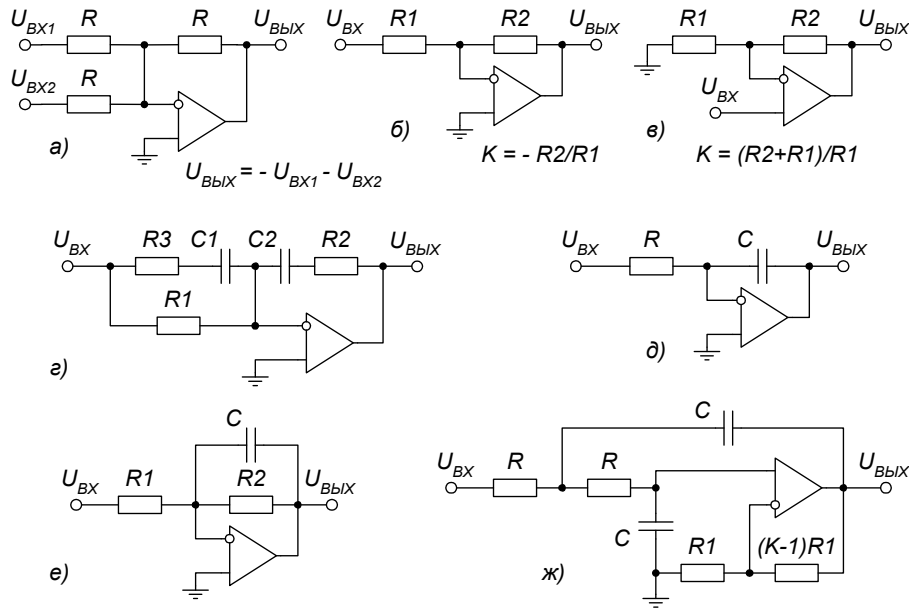 U_ВХ1 R R U_ВЫХ
U_ВХ2 R
а)
U_ВЫХ = - U_ВХ1 - U_ВХ2
U_ВХ R1 R2 U_ВЫХ
б)
K = - R2/R1
R1 R2 U_ВЫХ
U_ВХ
в)
K = (R2+R1)/R1
U_ВХ R3 C1 C2 R2 U_ВЫХ
R1
г)
U_ВХ R C U_ВЫХ
д)
C
U_ВХ R1 R2 U_ВЫХ
е)
C
U_ВХ R R U_ВЫХ
C R1 (K-1)R1
ж)